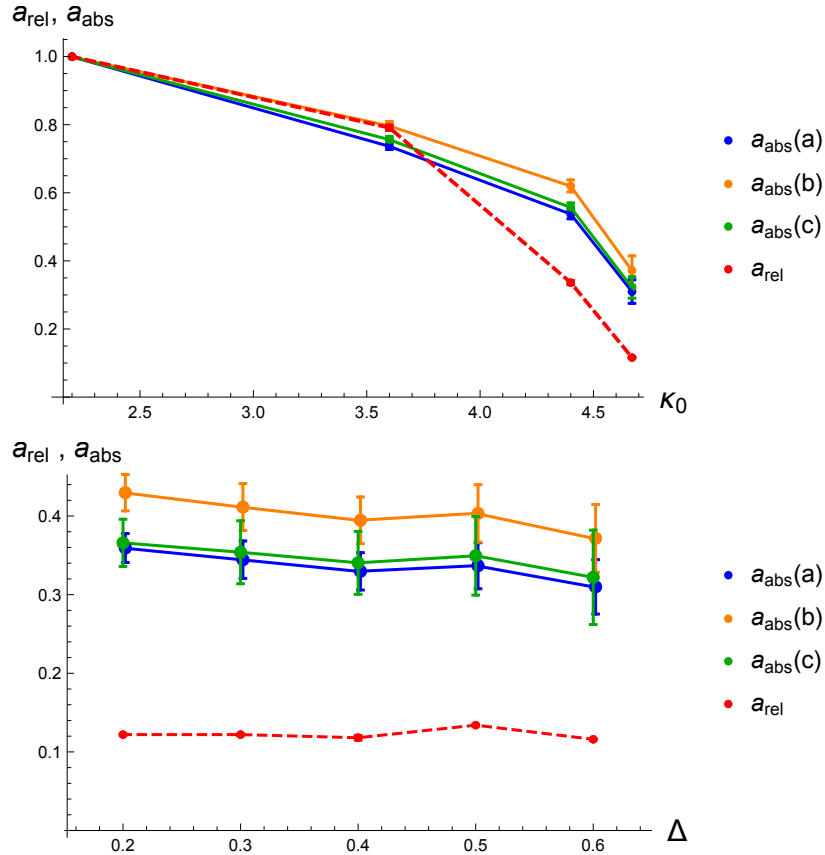 a_rel, a_abs
1.0
0.8
0.6
0.4
0.2
2.5 3.0 3.5 4.0 4.5 κ_0
a_abs(a)
a_abs(b)
a_abs(c)
a_rel
a_rel , a_abs
0.4
0.3
0.2
0.1
0.2 0.3 0.4 0.5 0.6 Δ
a_abs(a)
a_abs(b)
a_abs(c)
a_rel